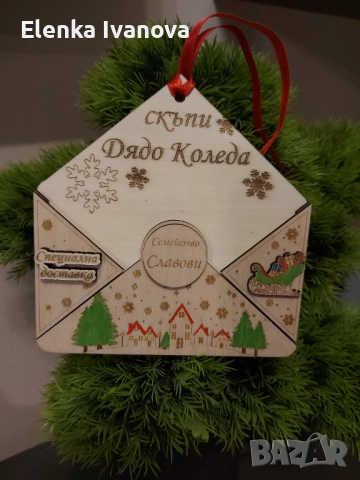 Elenka Ivanova
скъпи
Дядо Коледа
Семейство
Славови
Специална
доставка
BAZAR